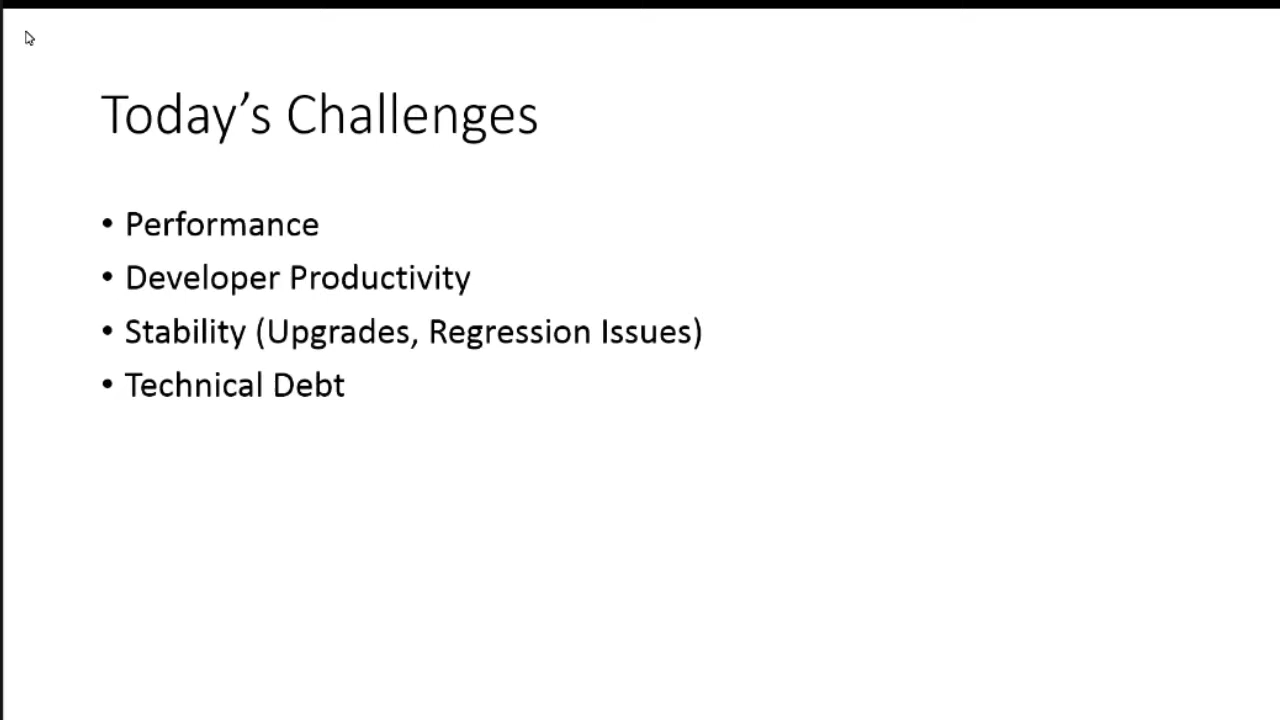 Today’s Challenges
• Performance
• Developer Productivity
• Stability (Upgrades, Regression Issues)
• Technical Debt